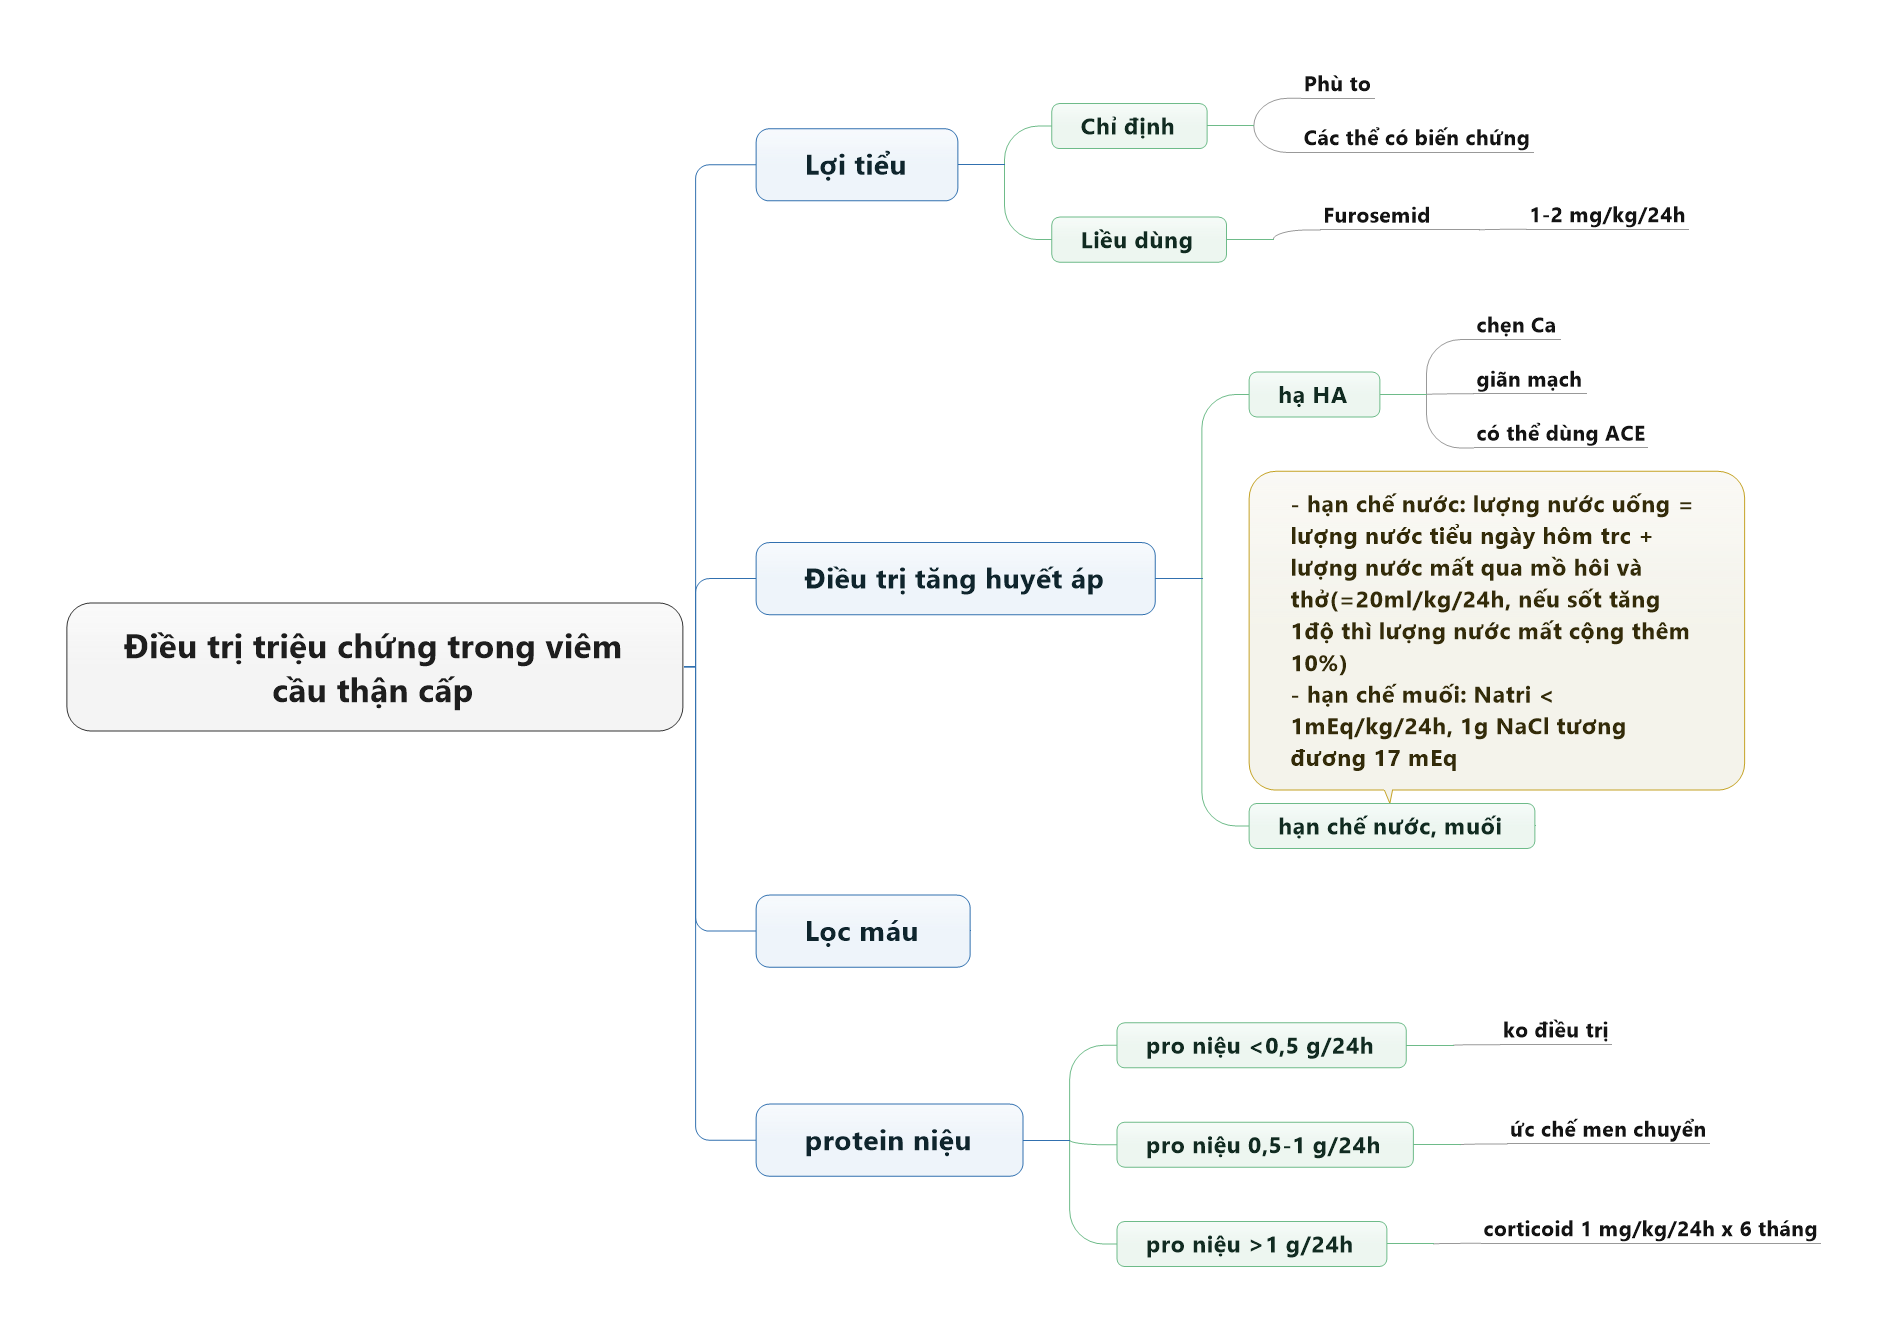 Điều trị triệu chứng trong viêm
cầu thận cấp
Lợi tiểu
Chỉ định
Phù to
Các thể có biến chứng
Liều dùng
Furosemid
1-2 mg/kg/24h
Điều trị tăng huyết áp
hạ HA
chẹn Ca
giãn mạch
có thể dùng ACE
- hạn chế nước: lượng nước uống =
lượng nước tiểu ngày hôm trc +
lượng nước mất qua mồ hôi và
thở(=20ml/kg/24h, nếu sốt tăng
1độ thì lượng nước mất cộng thêm
10%)
- hạn chế muối: Natri <
1mEq/kg/24h, 1g NaCl tương
đương 17 mEq
hạn chế nước, muối
Lọc máu
protein niệu
pro niệu <0,5 g/24h
ko điều trị
pro niệu 0,5-1 g/24h
ức chế men chuyển
pro niệu >1 g/24h
corticoid 1 mg/kg/24h x 6 tháng